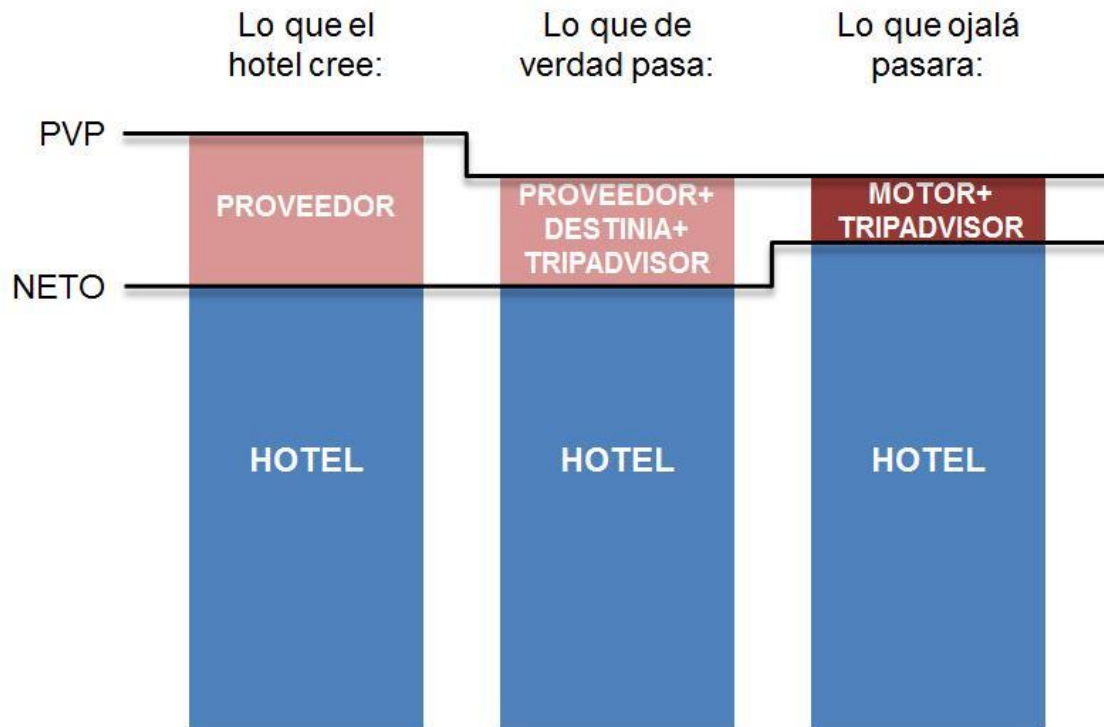 Lo que el
hotel cree:
Lo que de
verdad pasa:
Lo que ojalá
pasara:
PVP
PROVEEDOR
PROVEEDOR+
DESTINIA+
TRIPADVISOR
MOTOR+
TRIPADVISOR
NETO
HOTEL
HOTEL
HOTEL